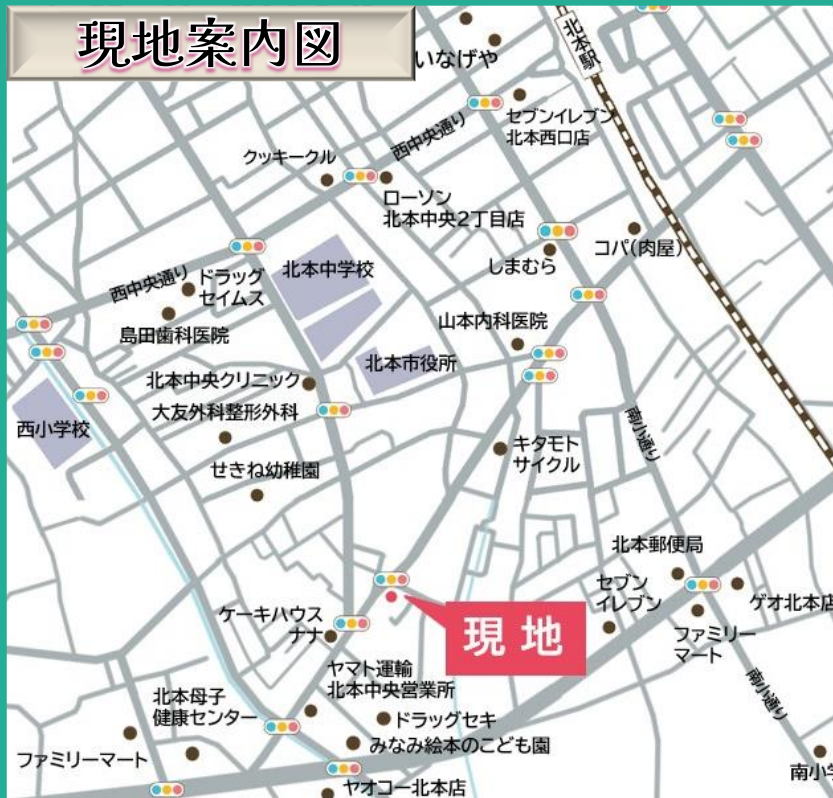 現地案内図
北本駅
いなげや
セブンイレブン
北本西口店
西中央通り
クッキークル
ローソン
北本中央2丁目店
コパ(肉屋)
しまむら
北本中学校
西中央通り
ドラッグ
セイムス
島田歯科医院
山本内科医院
北本市役所
北本中央クリニック
大友外科整形外科
西小学校
南小通り
キタモト
サイクル
せきね幼稚園
北本郵便局
セブン
イレブン
ゲオ北本店
ファミリー
マート
ケーキハウス
ナナ
現地
ヤマト運輸
北本中央営業所
南小通り
北本母子
健康センター
ドラッグセキ
みなみ絵本のこども園
ファミリーマート
南小学
ヤオコー北本店